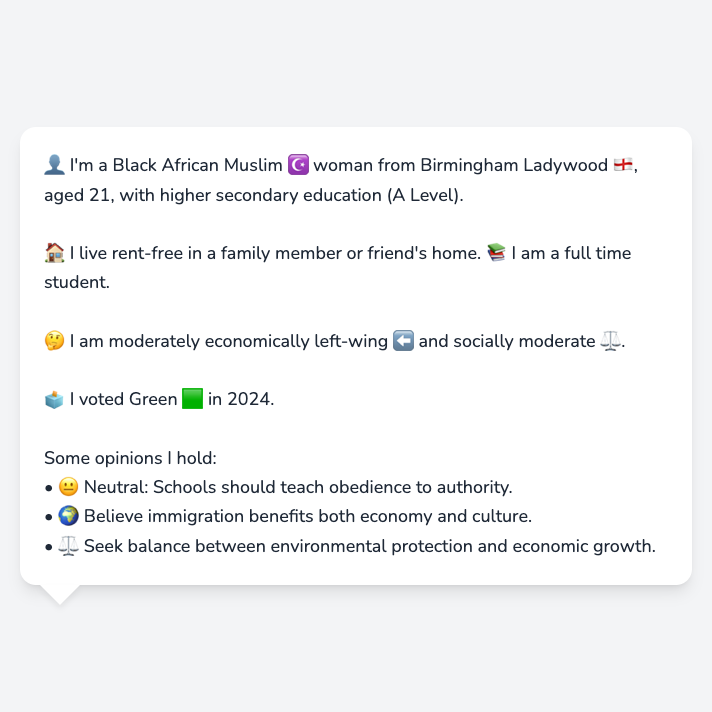 👤 I'm a Black African Muslim ☪️ woman from Birmingham Ladywood 🏴󠁧󠁢󠁥󠁮󠁧󠁿,
aged 21, with higher secondary education (A Level).
🏠 I live rent-free in a family member or friend's home. 📚 I am a full time
student.
🤔 I am moderately economically left-wing ⬅️ and socially moderate ⚖️.
🗳️ I voted Green 🟩 in 2024.
Some opinions I hold:
• 😐 Neutral: Schools should teach obedience to authority.
• 🌍 Believe immigration benefits both economy and culture.
• ⚖️ Seek balance between environmental protection and economic growth.